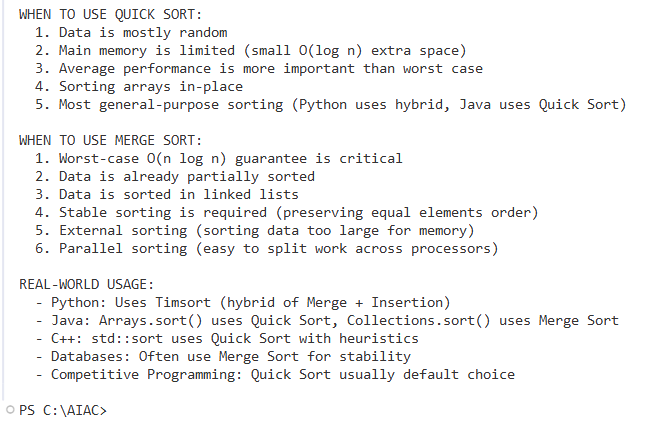 WHEN TO USE QUICK SORT:
1. Data is mostly random
2. Main memory is limited (small O(log n) extra space)
3. Average performance is more important than worst case
4. Sorting arrays in-place
5. Most general-purpose sorting (Python uses hybrid, Java uses Quick Sort)
WHEN TO USE MERGE SORT:
1. Worst-case O(n log n) guarantee is critical
2. Data is already partially sorted
3. Data is sorted in linked lists
4. Stable sorting is required (preserving equal elements order)
5. External sorting (sorting data too large for memory)
6. Parallel sorting (easy to split work across processors)
REAL-WORLD USAGE:
- Python: Uses Timsort (hybrid of Merge + Insertion)
- Java: Arrays.sort() uses Quick Sort, Collections.sort() uses Merge Sort
- C++: std::sort uses Quick Sort with heuristics
- Databases: Often use Merge Sort for stability
- Competitive Programming: Quick Sort usually default choice
PS C:\AIAC>